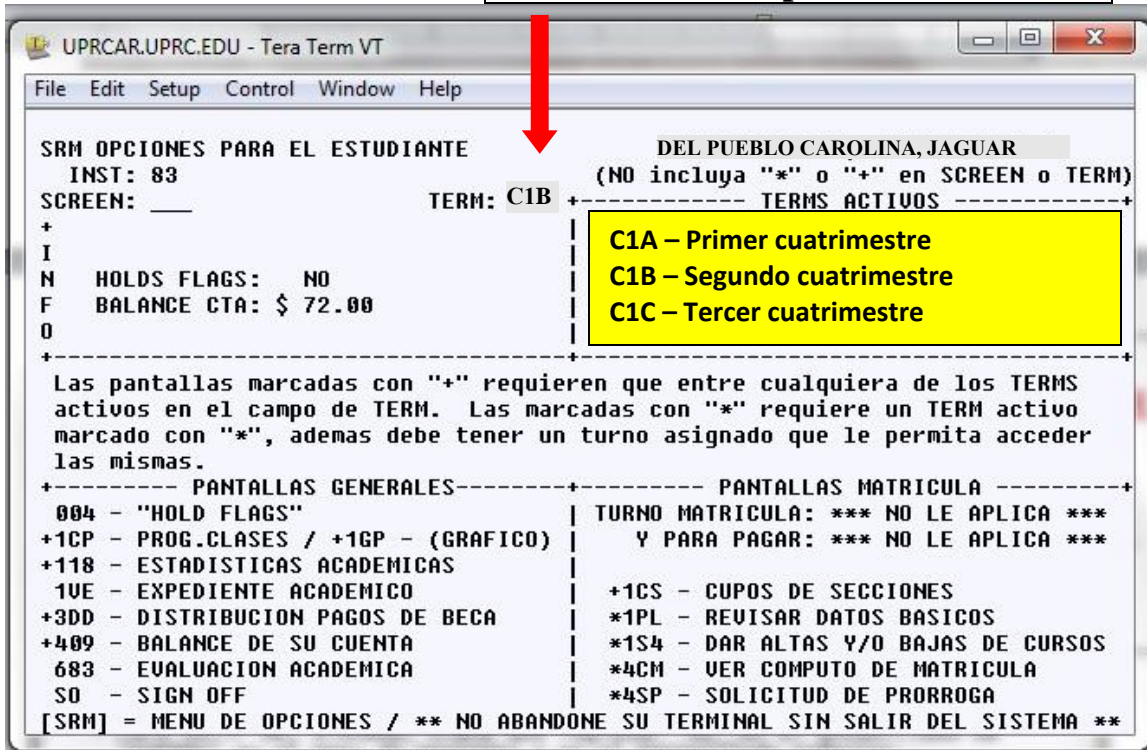 UPRCAR.UPRC.EDU - Tera Term VT
File Edit Setup Control Window Help
SRM OPCIONES PARA EL ESTUDIANTE DEL PUEBLO CAROLINA, JAGUAR
INST: 83 (NO incluya "*" o "+" en SCREEN o TERM)
SCREEN: ___ TERM: C1B +------------ TERMS ACTIVOS ------------+
+ |
I C1A – Primer cuatrimestre
N HOLDS FLAGS: NO C1B – Segundo cuatrimestre
F BALANCE CTA: $ 72.00 C1C – Tercer cuatrimestre
O |
+---------------------------------------+---------------------------------------+
Las pantallas marcadas con "+" requieren que entre cualquiera de los TERMS
activos en el campo de TERM. Las marcadas con "*" requiere un TERM activo
marcado con "*", ademas debe tener un turno asignado que le permita acceder
las mismas.
+--------- PANTALLAS GENERALES--------+--------- PANTALLAS MATRICULA ---------+
004 - "HOLD FLAGS" | TURNO MATRICULA: *** NO LE APLICA ***
+1CP - PROG.CLASES / +1GP - (GRAFICO) | Y PARA PAGAR: *** NO LE APLICA ***
+118 - ESTADISTICAS ACADEMICAS |
1VE - EXPEDIENTE ACADEMICO | +1CS - CUPOS DE SECCIONES
+3DD - DISTRIBUCION PAGOS DE BECA | *1PL - REVISAR DATOS BASICOS
+409 - BALANCE DE SU CUENTA | *1S4 - DAR ALTAS Y/O BAJAS DE CURSOS
683 - EVALUACION ACADEMICA | *4CM - VER COMPUTO DE MATRICULA
SO - SIGN OFF | *4SP - SOLICITUD DE PRORROGA
[SRM] = MENU DE OPCIONES / ** NO ABANDONE SU TERMINAL SIN SALIR DEL SISTEMA **